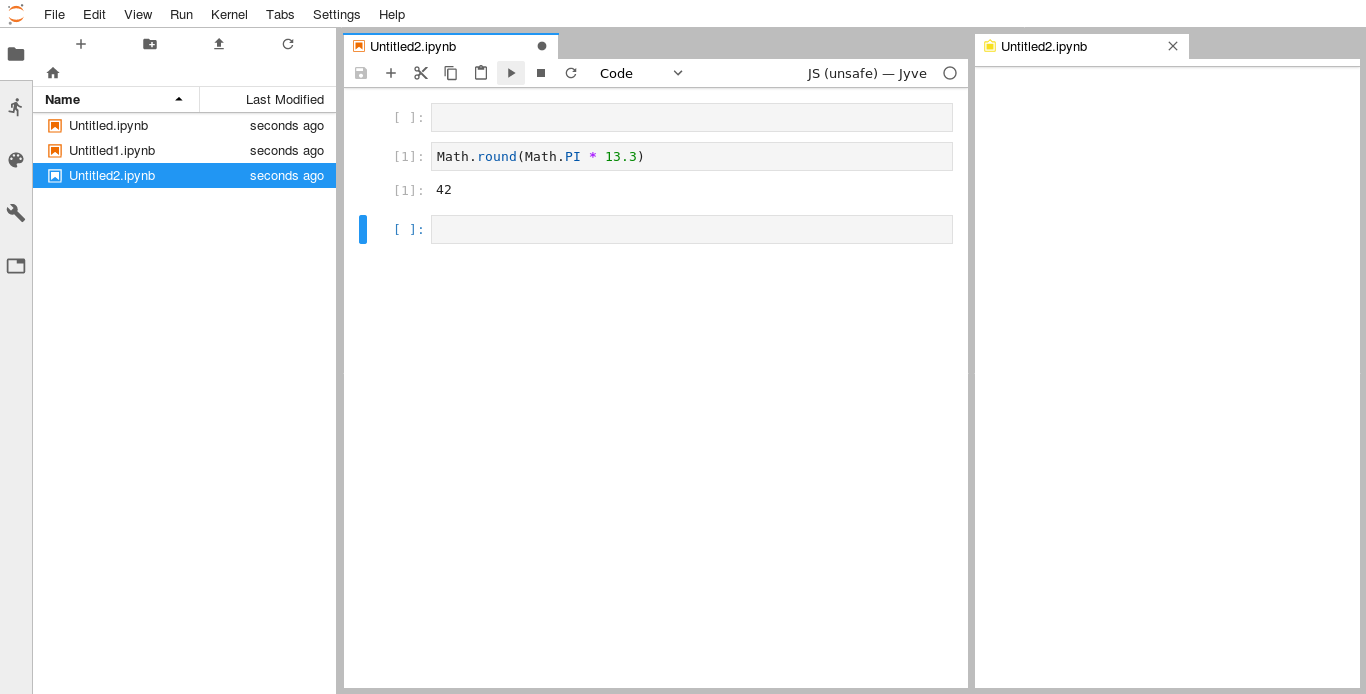 File Edit View Run Kernel Tabs Settings Help
Untitled2.ipynb
Untitled2.ipynb
Code
JS (unsafe) — Jyve
Name Last Modified
Untitled.ipynb seconds ago
Untitled1.ipynb seconds ago
Untitled2.ipynb seconds ago
[ ]:
[1]: Math.round(Math.PI * 13.3)
[1]: 42
[ ]: